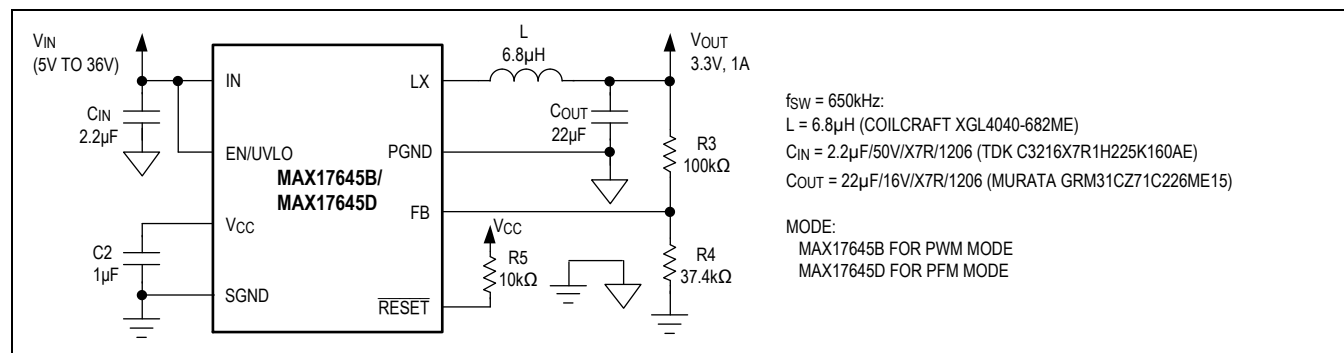 VIN
(5V TO 36V)
CIN
2.2µF
C2
1µF
IN
EN/UVLO
VCC
SGND
MAX17645B/
MAX17645D
LX
PGND
FB
RESET
L
6.8µH
COUT
22µF
VCC
R5
10kΩ
VOUT
3.3V, 1A
R3
100kΩ
R4
37.4kΩ
fSW = 650kHz:
L = 6.8µH (COILCRAFT XGL4040-682ME)
CIN = 2.2µF/50V/X7R/1206 (TDK C3216X7R1H225K160AE)
COUT = 22µF/16V/X7R/1206 (MURATA GRM31CZ71C226ME15)
MODE:
MAX17645B FOR PWM MODE
MAX17645D FOR PFM MODE